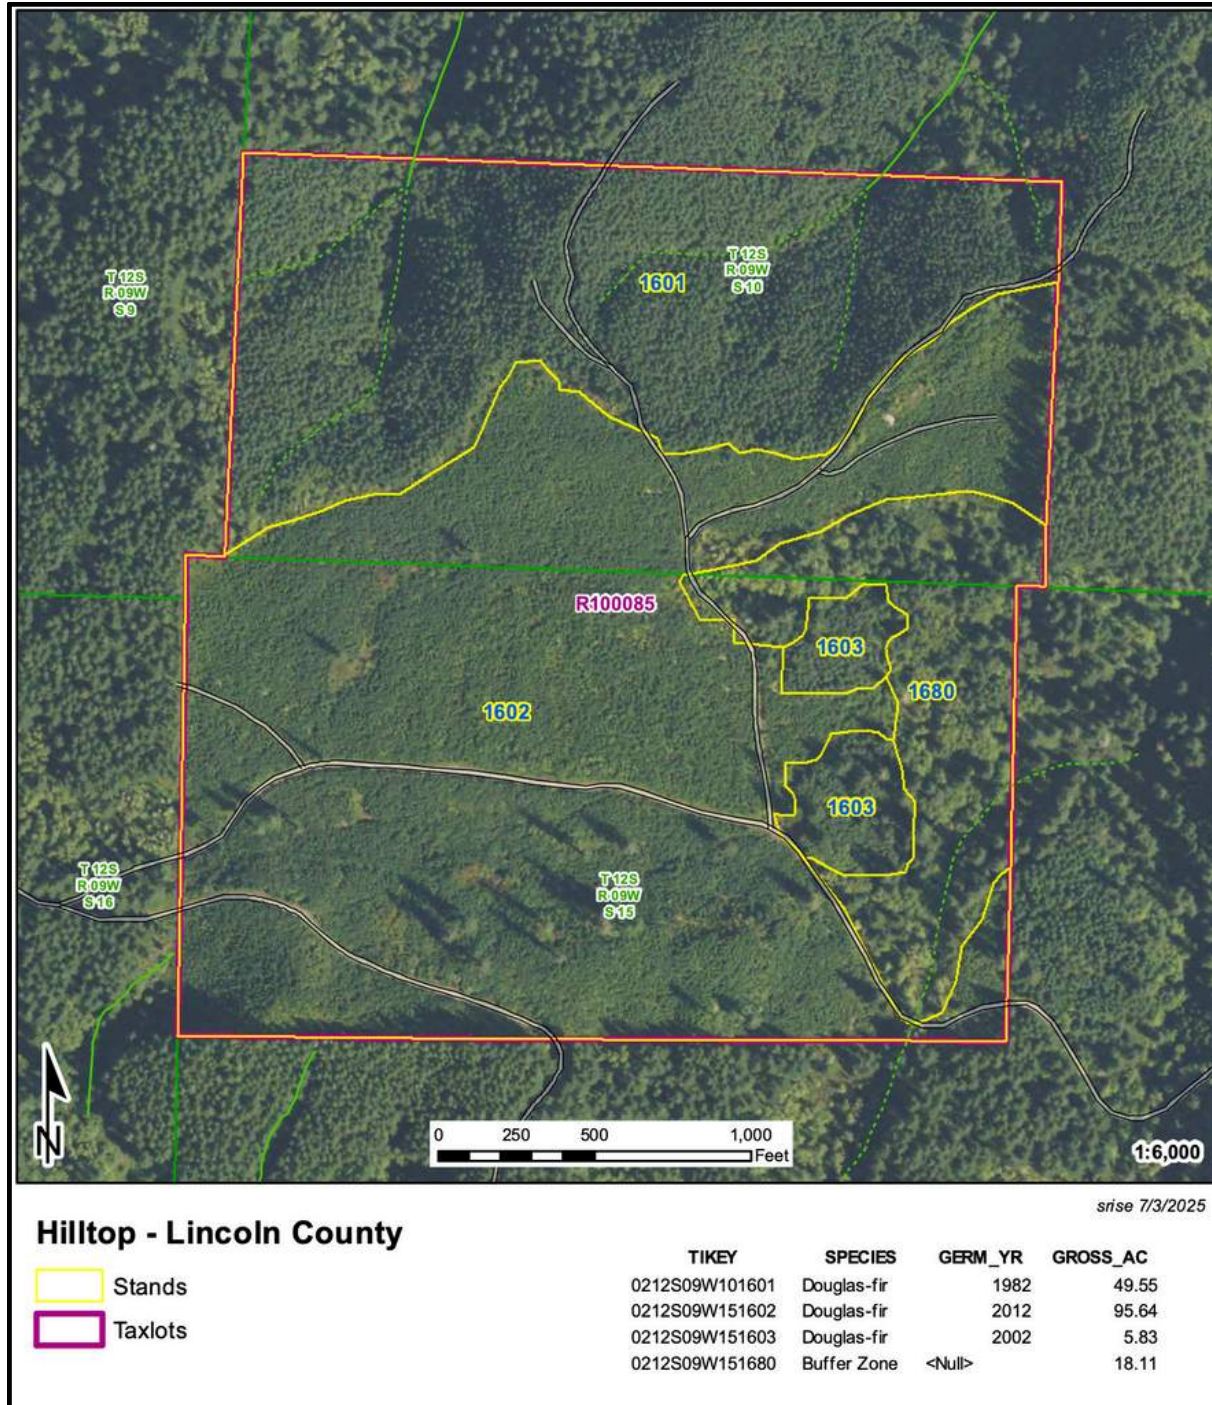 T 12S
R 09W
S 9
1601
T 12S
R 09W
S 10
R100085
1603
1680
1602
1603
T 12S
R 09W
S 16
T 12S
R 09W
S 15
N
0 250 500 1,000
Feet
1:6,000
srise 7/3/2025
Hilltop - Lincoln County
Stands
Taxlots
TIKEY SPECIES GERM_YR GROSS_AC
0212S09W101601 Douglas-fir 1982 49.55
0212S09W151602 Douglas-fir 2012 95.64
0212S09W151603 Douglas-fir 2002 5.83
0212S09W151680 Buffer Zone <Null> 18.11